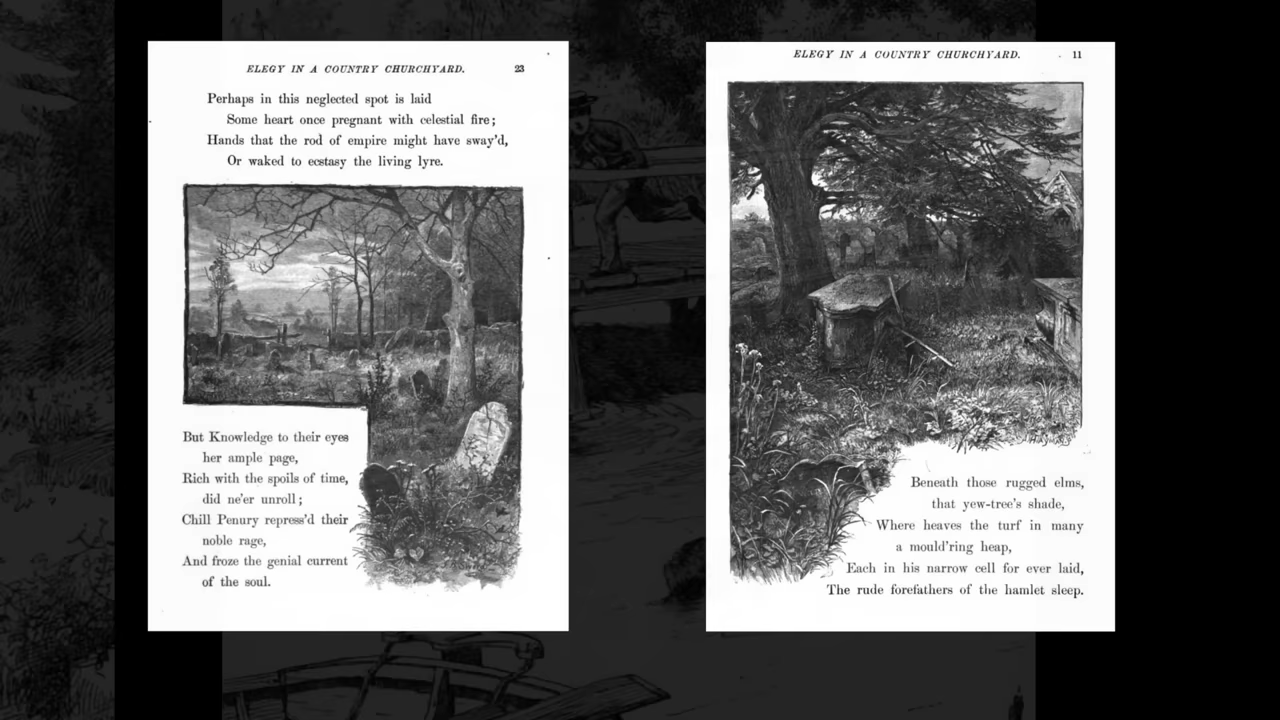 ELEGY IN A COUNTRY CHURCHYARD. 23
Perhaps in this neglected spot is laid
Some heart once pregnant with celestial fire;
Hands that the rod of empire might have sway'd,
Or waked to ecstasy the living lyre.
But Knowledge to their eyes
her ample page,
Rich with the spoils of time,
did ne'er unroll;
Chill Penury repress'd their
noble rage,
And froze the genial current
of the soul.
ELEGY IN A COUNTRY CHURCHYARD. 11
Beneath those rugged elms,
that yew-tree's shade,
Where heaves the turf in many
a mould'ring heap,
Each in his narrow cell for ever laid,
The rude forefathers of the hamlet sleep.